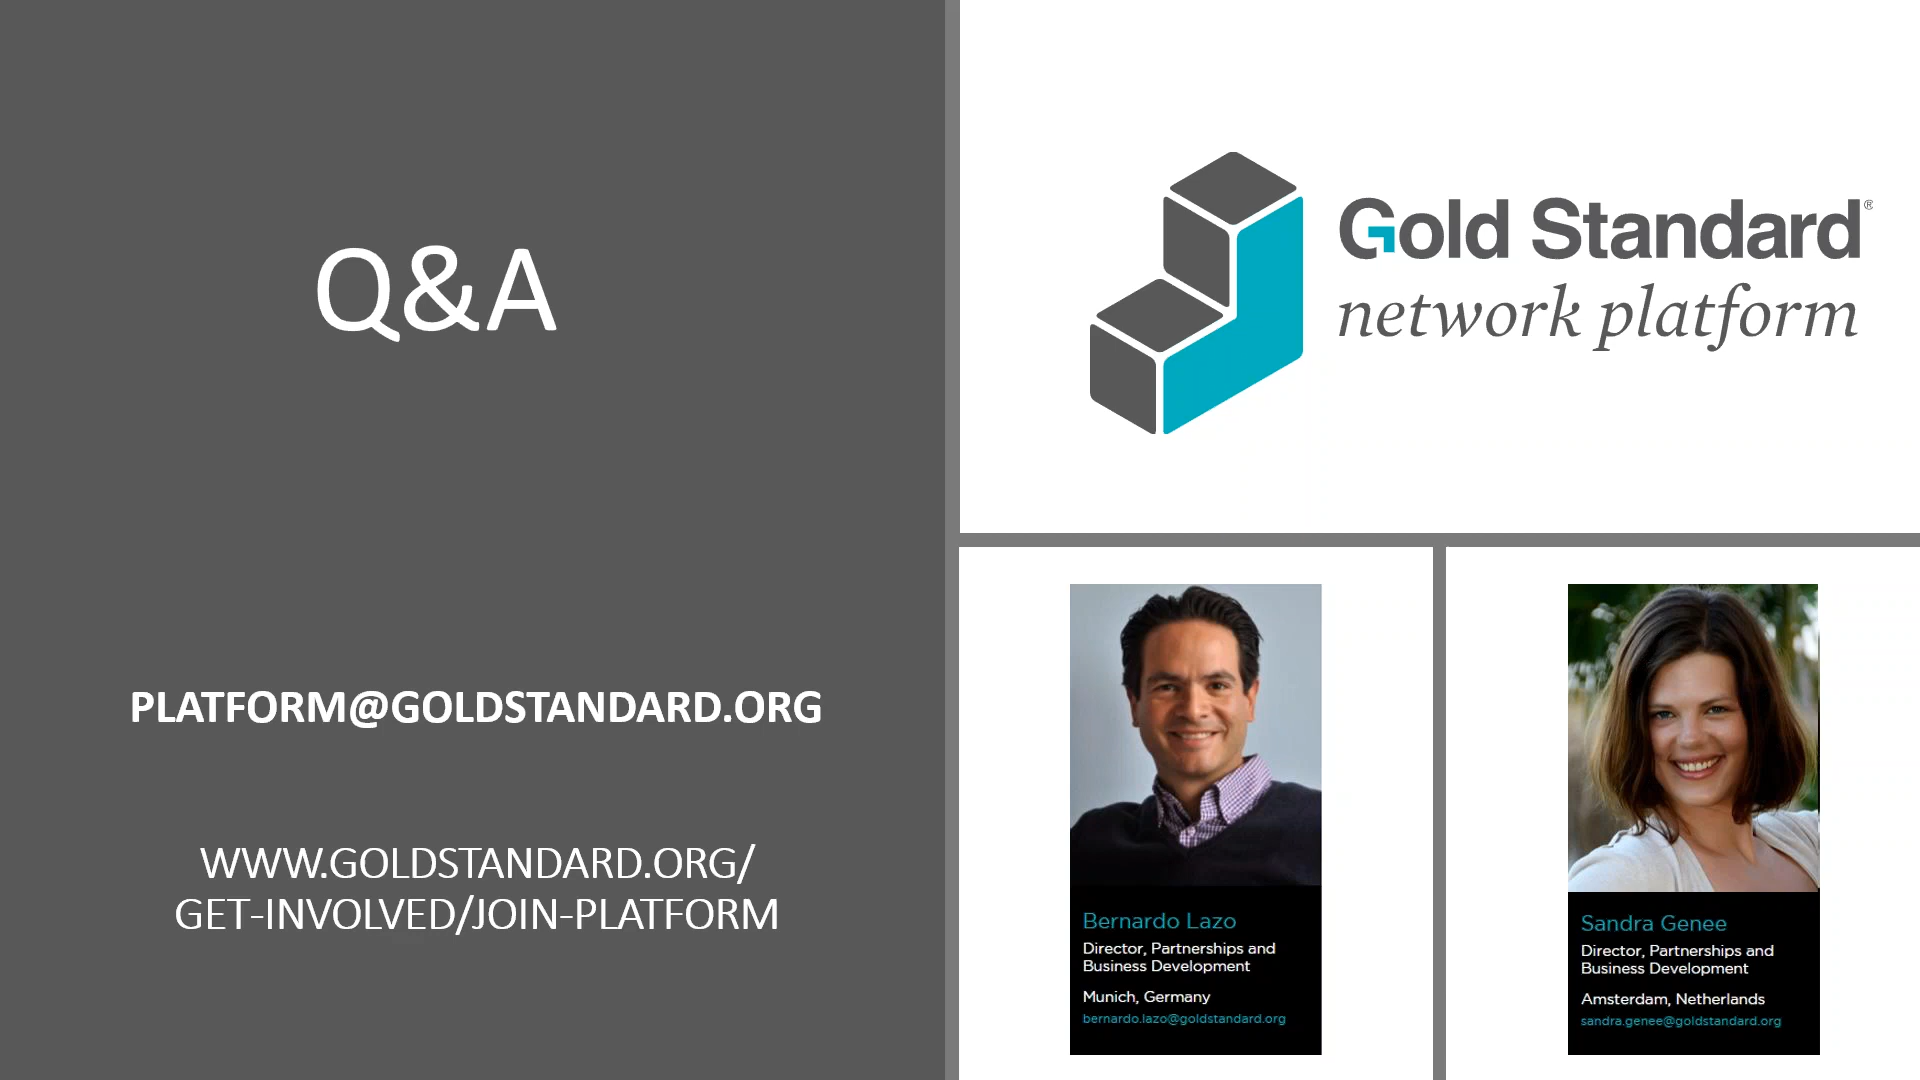 Q&A
PLATFORM@GOLDSTANDARD.ORG
WWW.GOLDSTANDARD.ORG/
GET-INVOLVED/JOIN-PLATFORM
Gold Standard®
network platform
Bernardo Lazo
Director, Partnerships and
Business Development
Munich, Germany
bernardo.lazo@goldstandard.org
Sandra Genee
Director, Partnerships and
Business Development
Amsterdam, Netherlands
sandra.genee@goldstandard.org